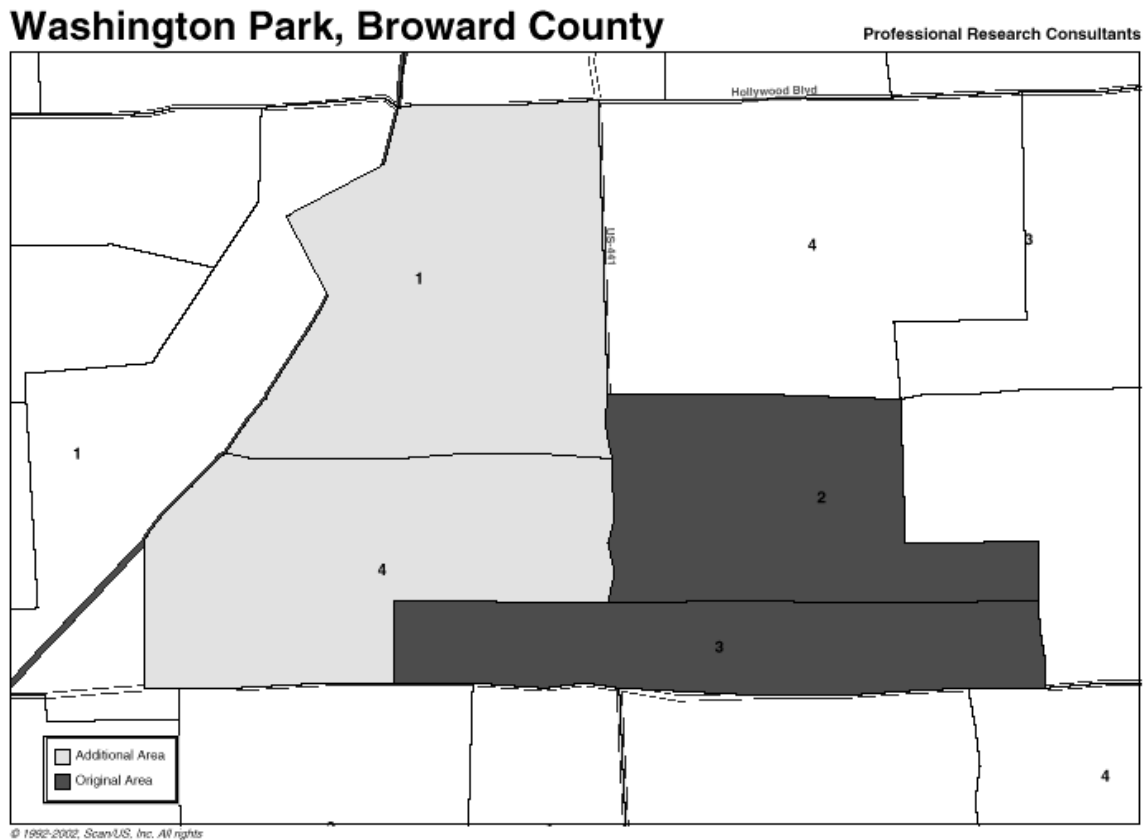 Washington Park, Broward County
Professional Research Consultants
Hollywood Blvd
US-441
4
3
1
1
2
4
3
4
Additional Area
Original Area
© 1992-2002, Scan/US, Inc. All rights